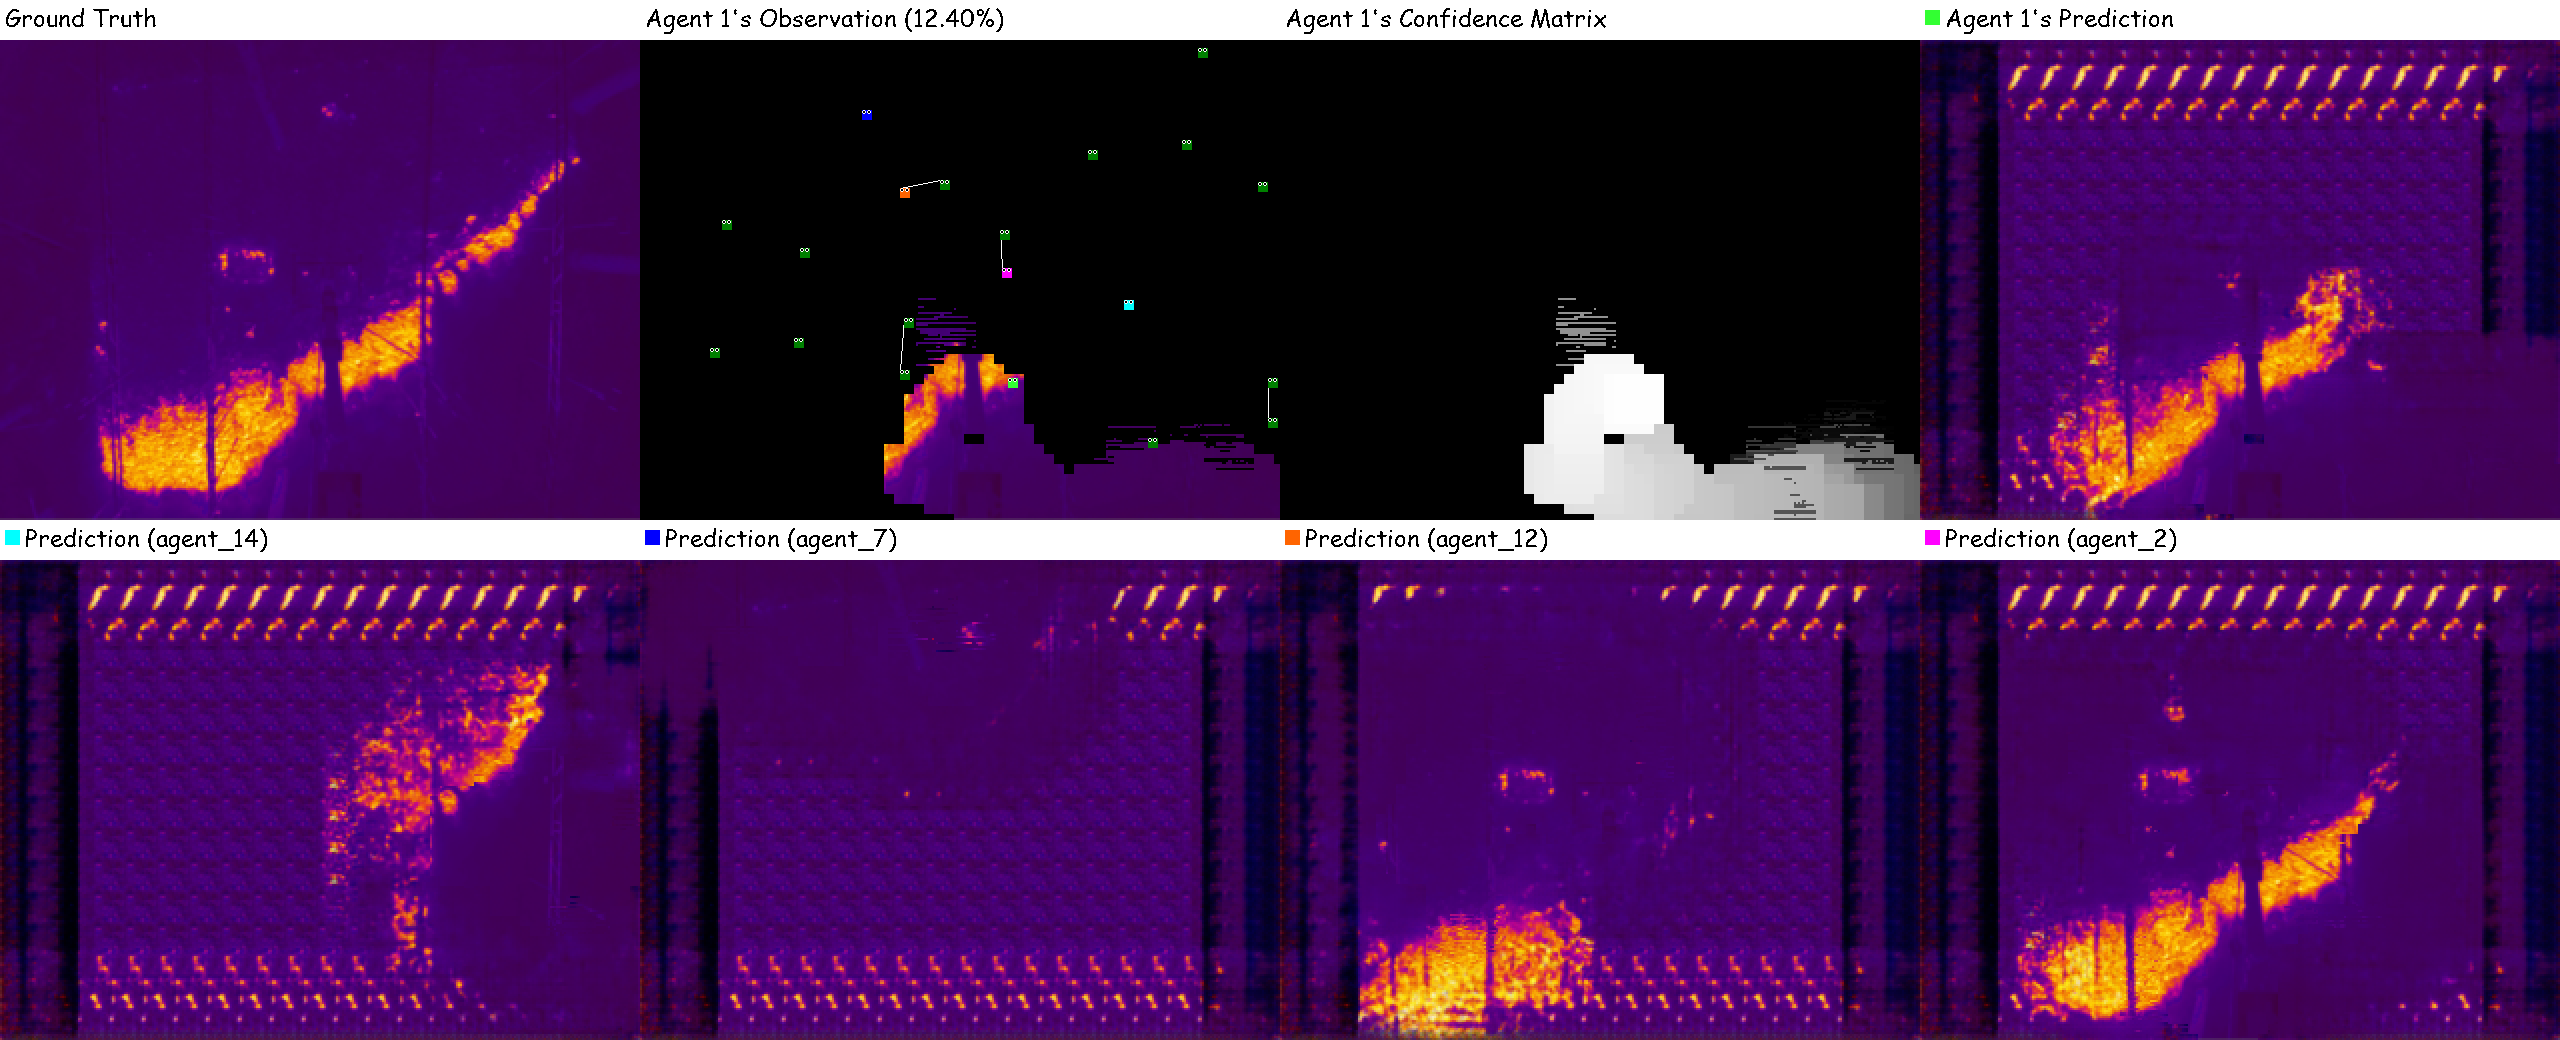 Ground Truth
Agent 1's Observation (12.40%)
Agent 1's Confidence Matrix
Agent 1's Prediction
Prediction (agent_14)
Prediction (agent_7)
Prediction (agent_12)
Prediction (agent_2)